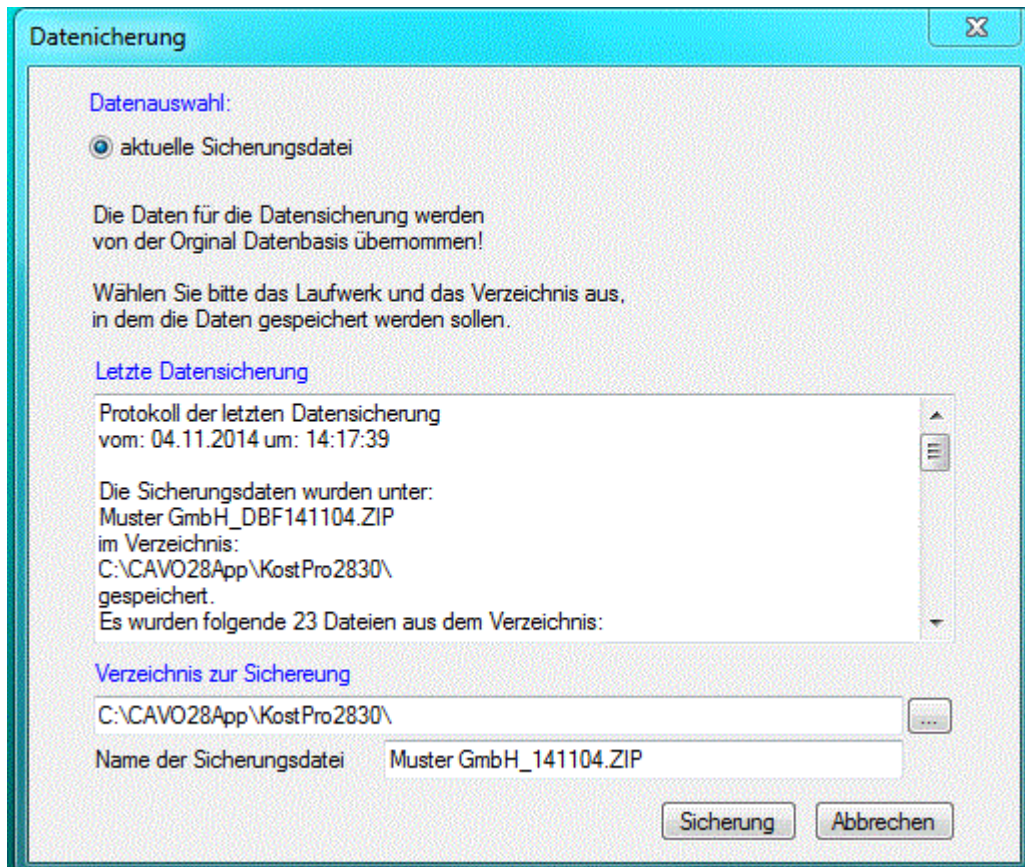 Datenicherung
Datenauswahl:
aktuelle Sicherungsdatei
Die Daten für die Datensicherung werden
von der Orginal Datenbasis übernommen!
Wählen Sie bitte das Laufwerk und das Verzeichnis aus,
in dem die Daten gespeichert werden sollen.
Letzte Datensicherung
Protokoll der letzten Datensicherung
vom: 04.11.2014 um: 14:17:39
Die Sicherungsdaten wurden unter:
Muster GmbH_DBF141104.ZIP
im Verzeichnis:
C:\CAVO28App\KostPro2830\
gespeichert.
Es wurden folgende 23 Dateien aus dem Verzeichnis:
Verzeichnis zur Sichereung
C:\CAVO28App\KostPro2830\
...
Name der Sicherungsdatei Muster GmbH_141104.ZIP
Sicherung Abbrechen